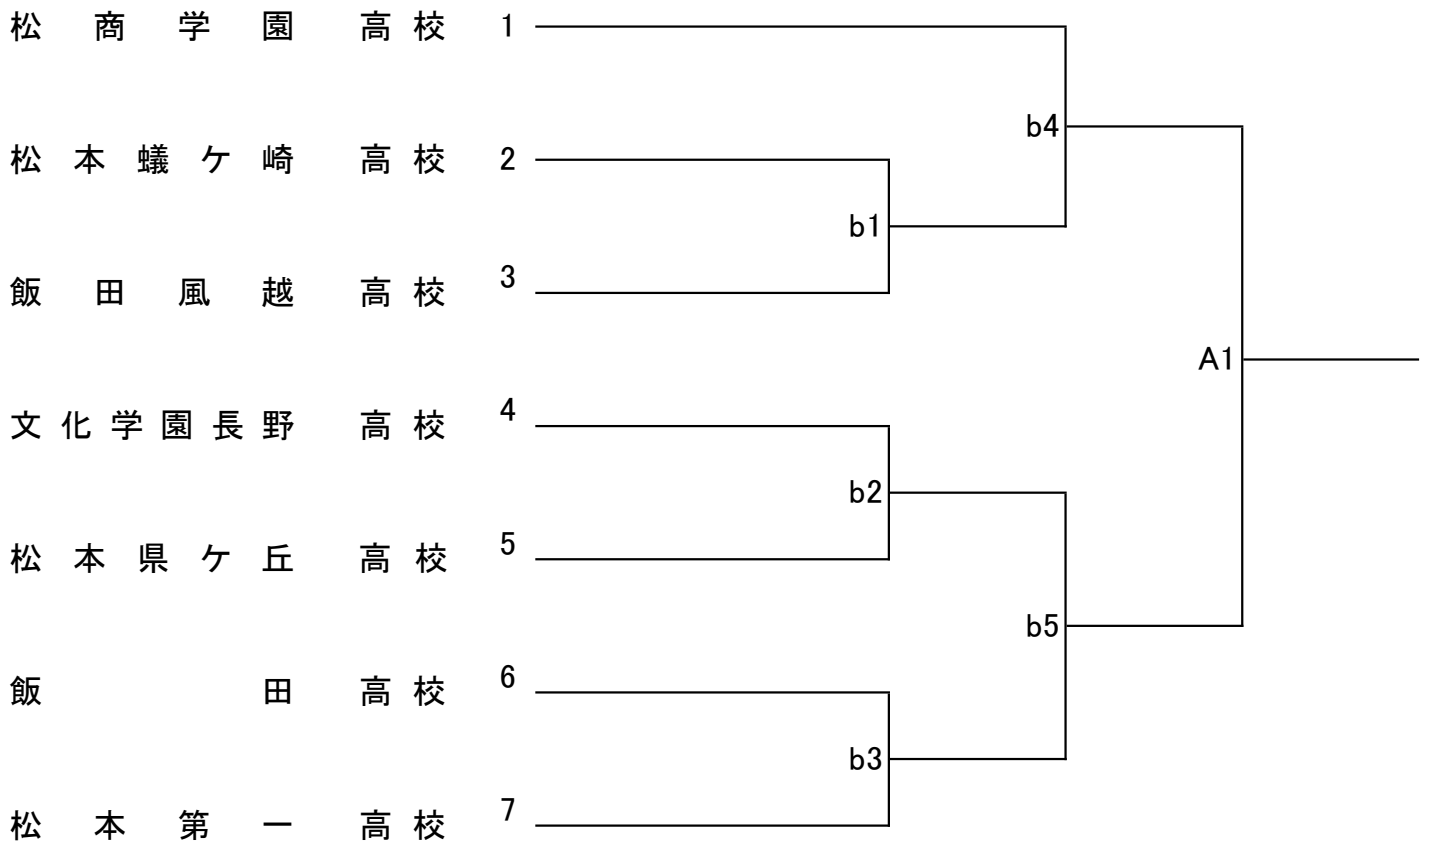 松商学園高校 1
b4
松本蟻ケ崎高校 2
b1
飯田風越高校 3
A1
文化学園長野高校 4
b2
松本県ケ丘高校 5
b5
飯田高校 6
b3
松本第一高校 7